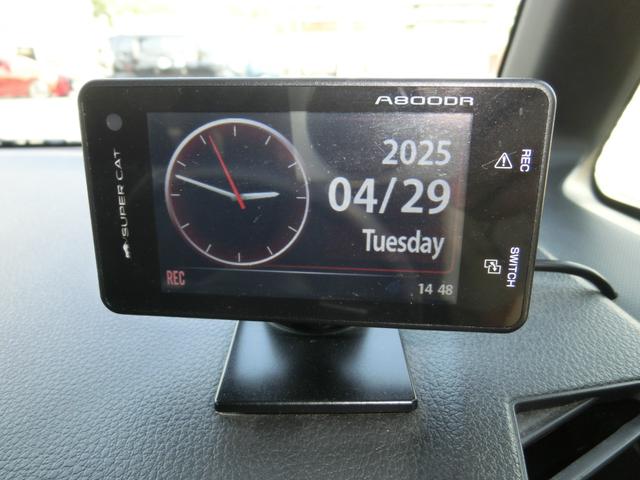 A800DR
SUPER CAT
2025
04/29
Tuesday
REC
14 48
REC
SWITCH